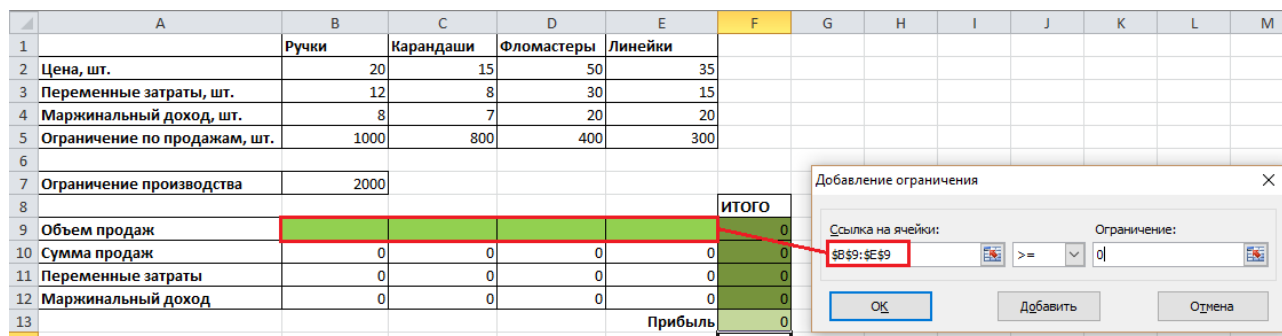 A B C D E F G H I J K L M
1 Ручки Карандаши Фломастеры Линейки
2 Цена, шт. 20 15 50 35
3 Переменные затраты, шт. 12 8 30 15
4 Маржинальный доход, шт. 8 7 20 20
5 Ограничение по продажам, шт. 1000 800 400 300
6
7 Ограничение производства 2000
8 ИТОГО
9 Объем продаж 0
10 Сумма продаж 0 0 0 0 0
11 Переменные затраты 0 0 0 0 0
12 Маржинальный доход 0 0 0 0 0
13 Прибыль 0
Добавление ограничения
Ссылка на ячейки: Ограничение:
$B$9:$E$9 >= 0
ОК Добавить Отмена